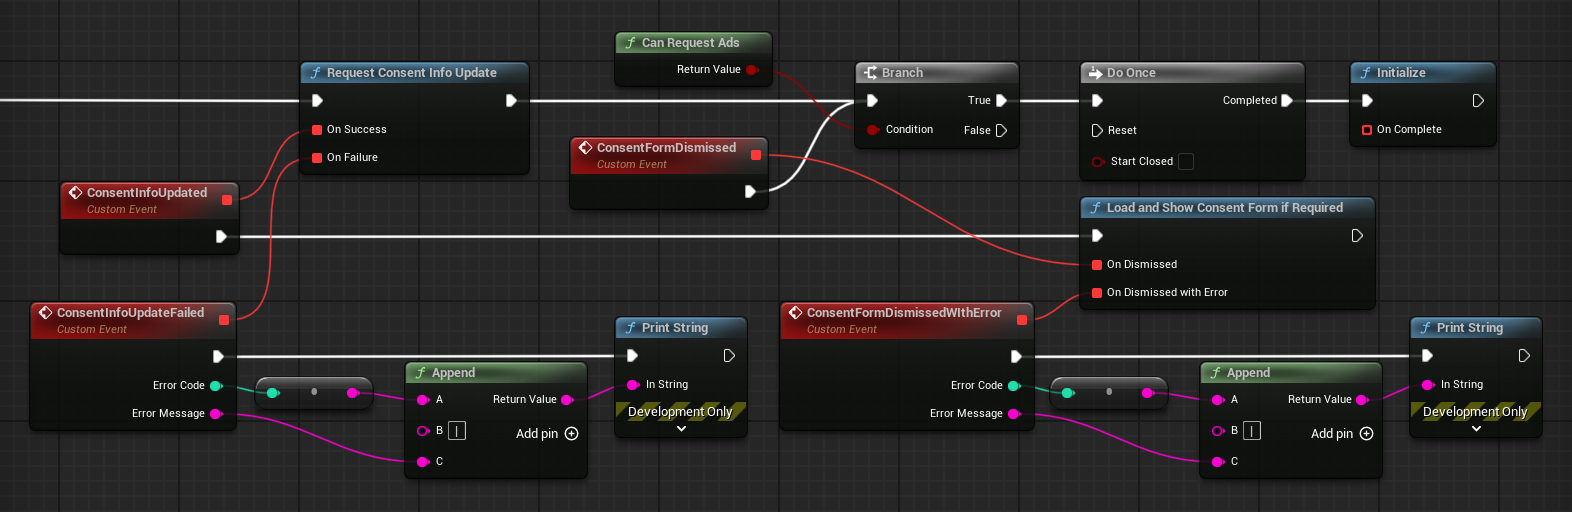 Can Request Ads
Return Value
Request Consent Info Update
On Success
On Failure
Branch
True
Condition
False
Do Once
Completed
Reset
Start Closed
Initialize
On Complete
ConsentFormDismissed
Custom Event
ConsentInfoUpdated
Custom Event
Load and Show Consent Form if Required
On Dismissed
On Dismissed with Error
ConsentInfoUpdateFailed
Custom Event
Error Code
Error Message
Append
A
Return Value
B |
Add pin
C
Print String
In String
Development Only
ConsentFormDismissedWIthError
Custom Event
Error Code
Error Message
Append
A
Return Value
B |
Add pin
C
Print String
In String
Development Only